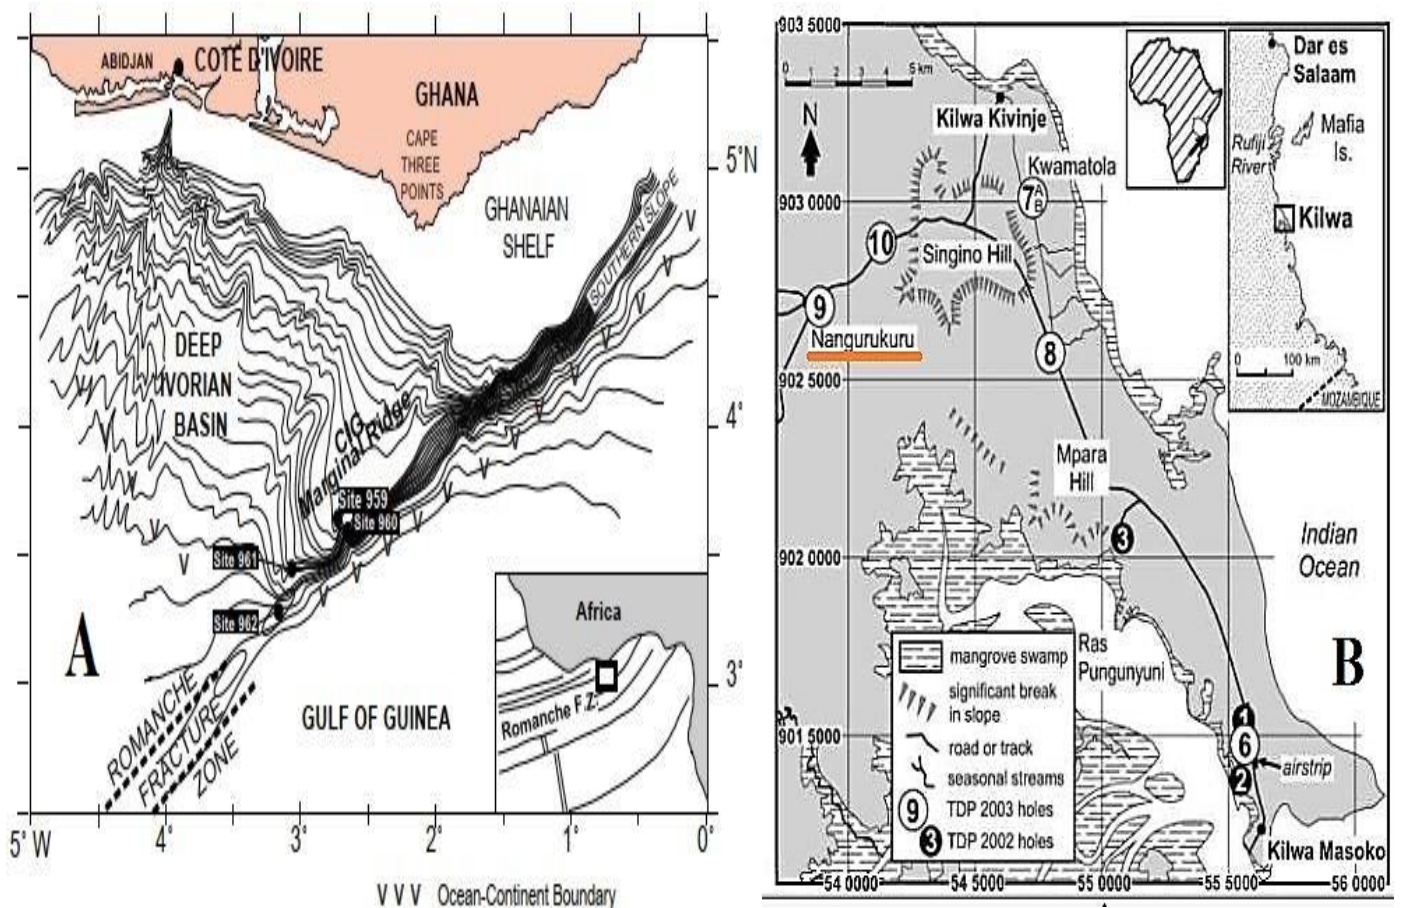 ABIDJAN
COTE D'IVOIRE
GHANA
CAPE
THREE
POINTS
5°N
GHANAIAN
SHELF
SOUTHERN SLOPE
V
V
V
V
V
V
DEEP
IVORIAN
BASIN
CIG
Marginal Ridge
4°
V
V
V
V
V
V
V
V
V
V
V
Site 959
Site 960
Site 961
Site 962
A
3°
ROMANCHE
FRACTURE
ZONE
GULF OF GUINEA
Africa
Romanche F.Z.
5° W
4°
3°
2°
1°
0°
V V V Ocean-Continent Boundary
903 5000
0 1 2 3 4 5 km
N
Kilwa Kivinje
Kwamatola
7 A B
903 0000
10
Singino Hill
9
Nangurukuru
8
902 5000
Mpara
Hill
3
902 0000
Indian
Ocean
Ras
Pungunyuni
B
1
6
2
airstrip
901 5000
Kilwa Masoko
mangrove swamp
significant break
in slope
road or track
seasonal streams
9 TDP 2003 holes
3 TDP 2002 holes
54 0000
54 5000
55 0000
55 5000
56 0000
Dar es
Salaam
Mafia
Is.
Rufiji
River
Kilwa
0 100 km
MOZAMBIQUE